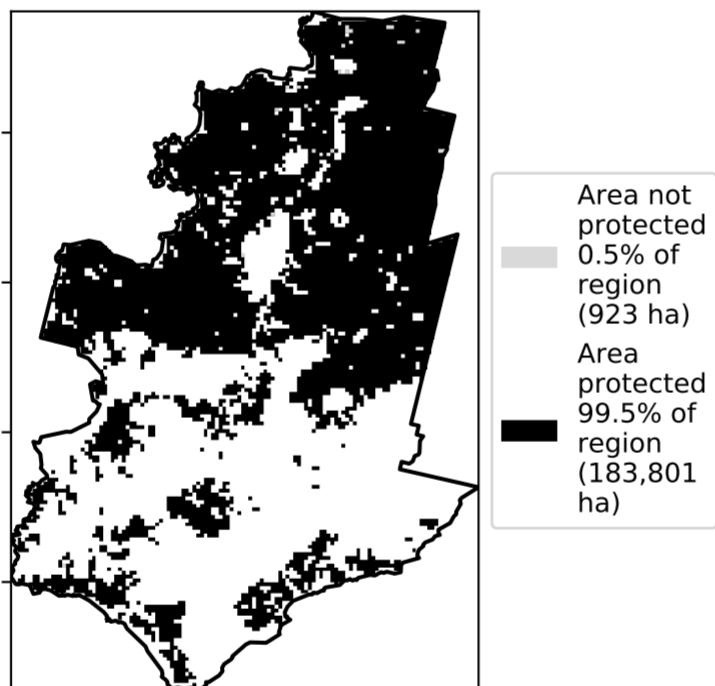 Area not
protected
0.5% of
region
(923 ha)
Area
protected
99.5% of
region
(183,801
ha)